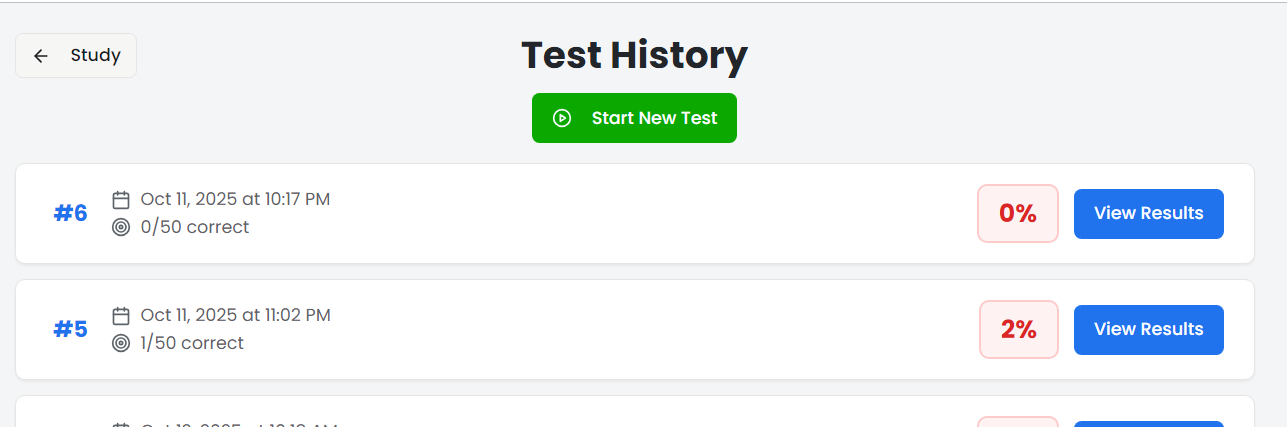 Study
Test History
Start New Test
#6
Oct 11, 2025 at 10:17 PM
0/50 correct
0%
View Results
#5
Oct 11, 2025 at 11:02 PM
1/50 correct
2%
View Results